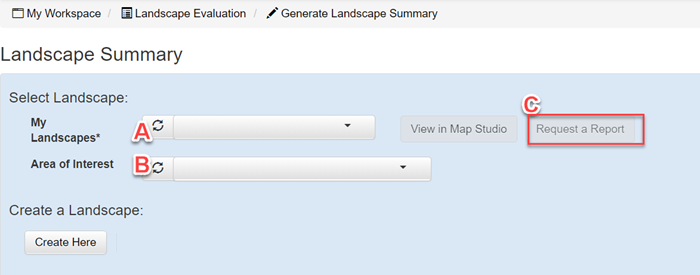 My Workspace / Landscape Evaluation / Generate Landscape Summary
Landscape Summary
Select Landscape:
C
My Landscapes* A View in Map Studio Request a Report
Area of Interest B
Create a Landscape:
Create Here